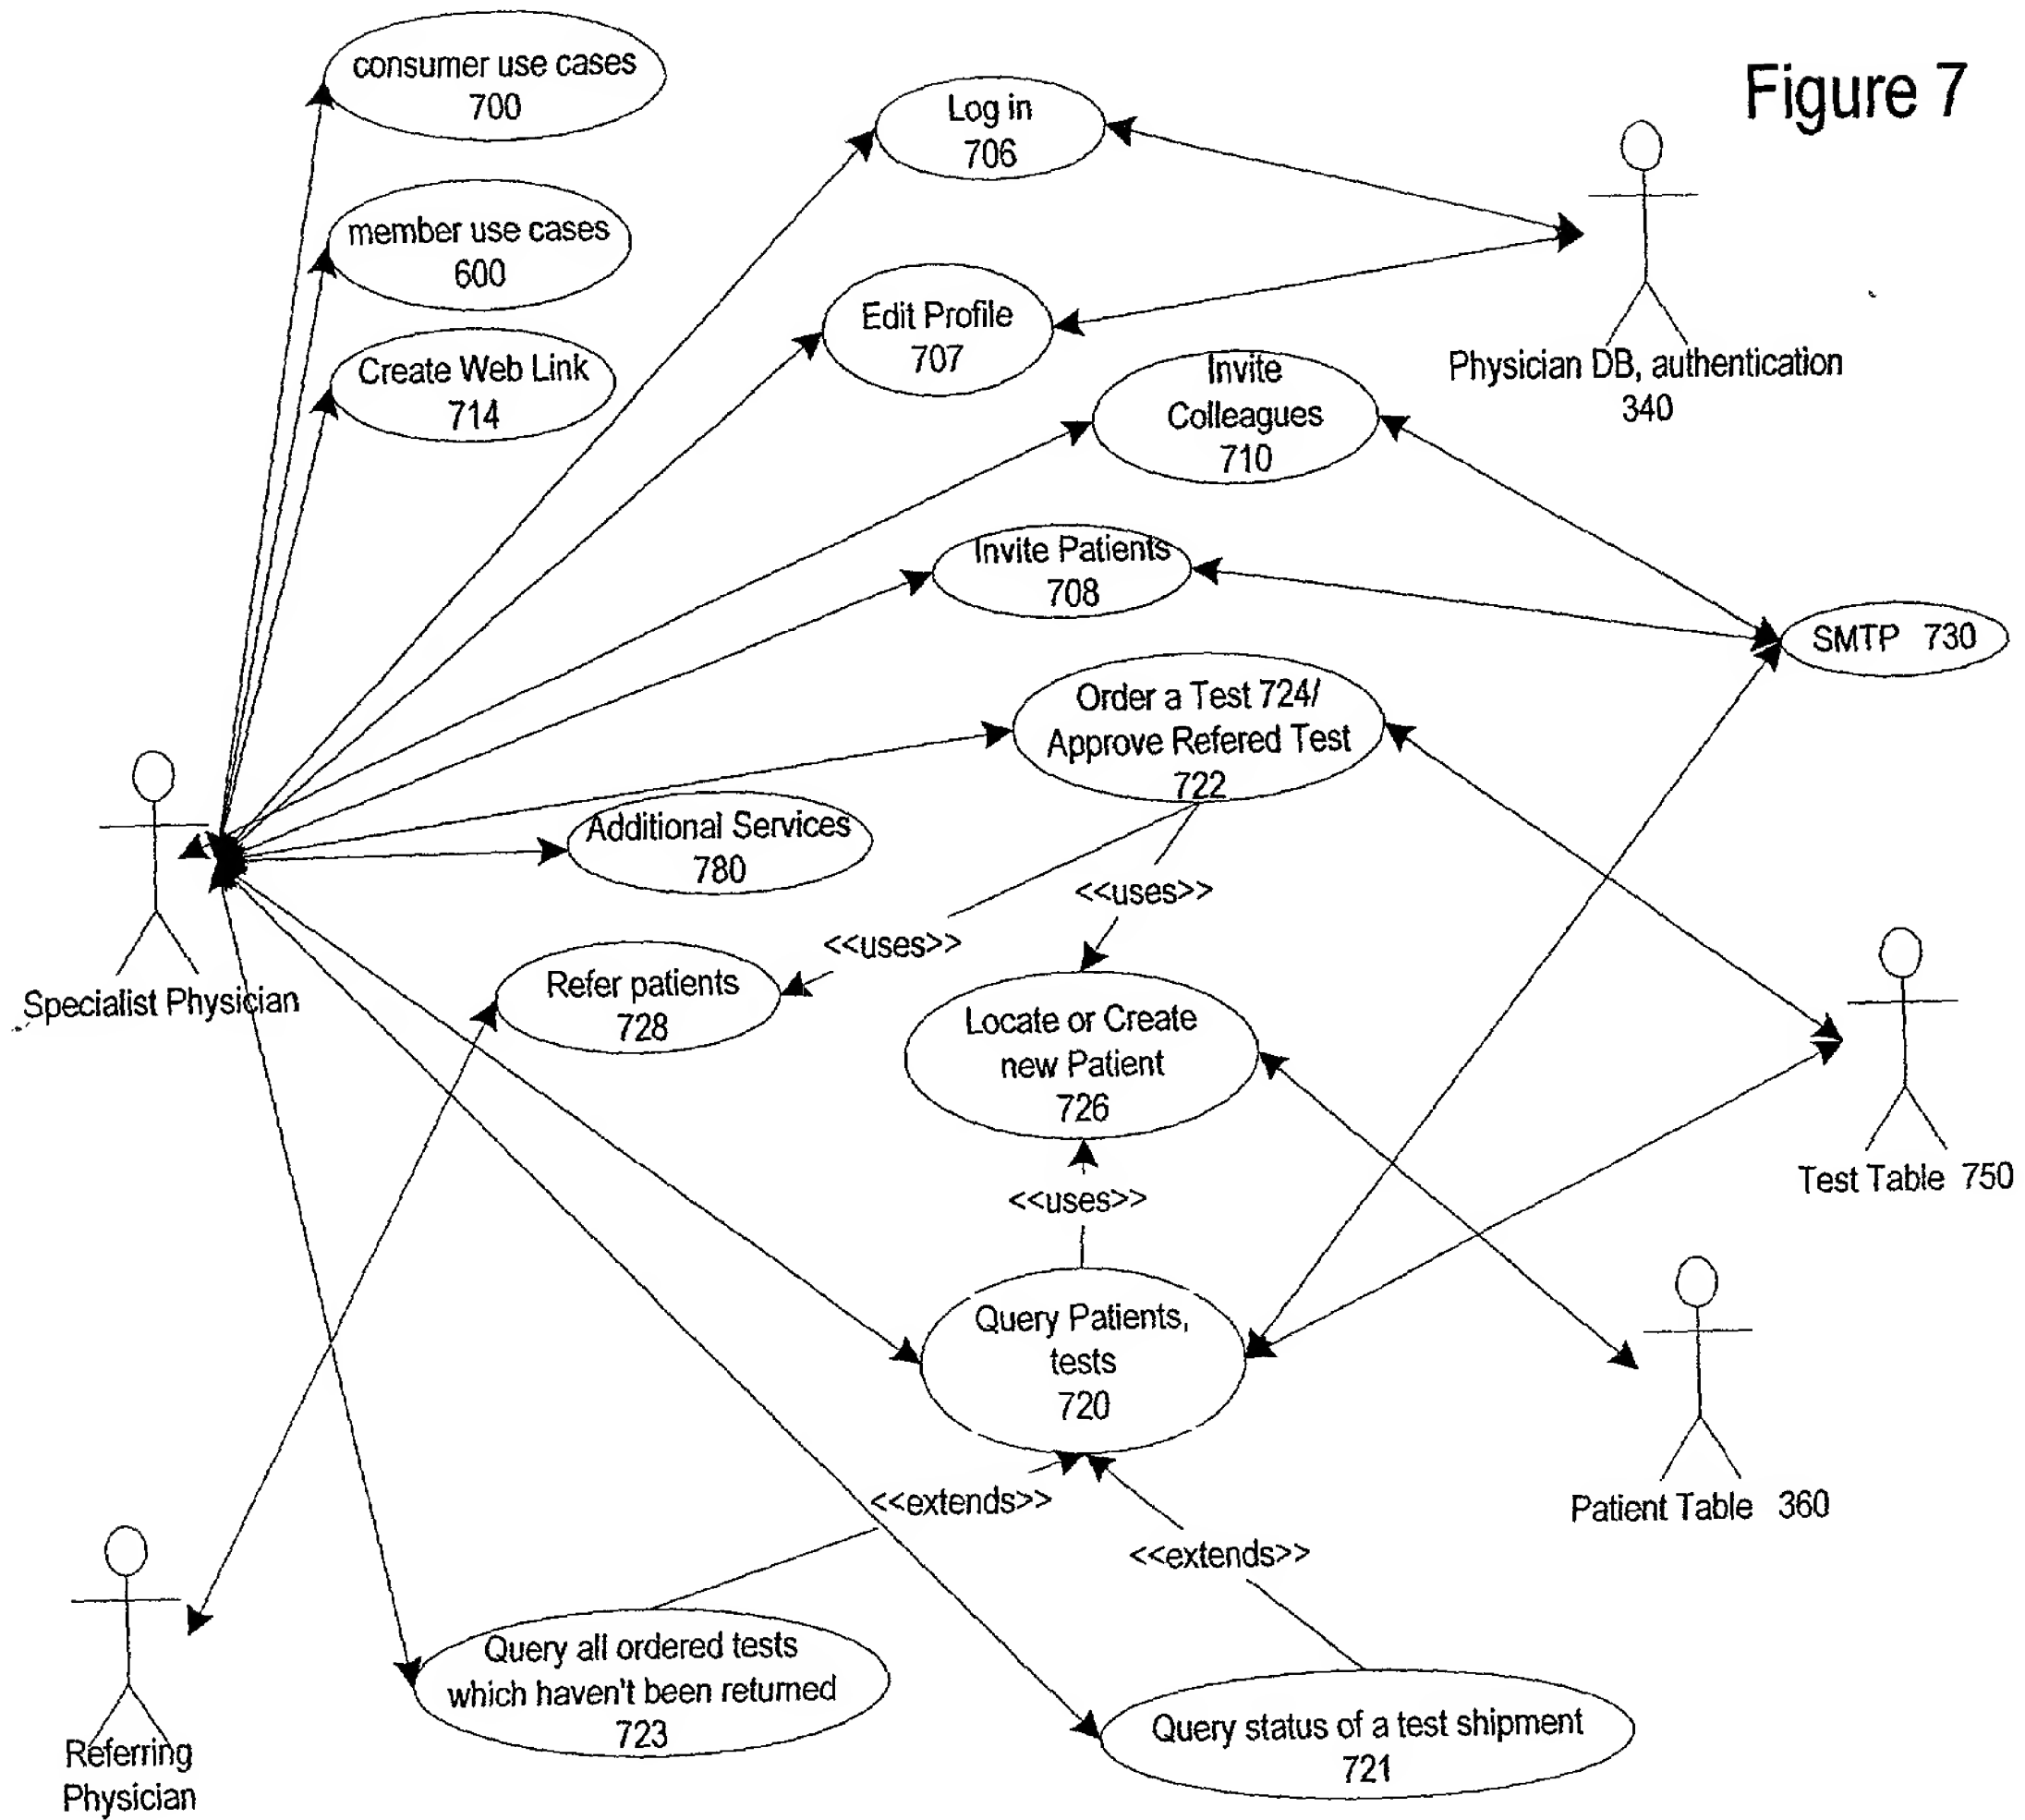 Figure 7
consumer use cases
700
Log in
706
member use cases
600
Edit Profile
707
Create Web Link
714
Physician DB, authentication
340
Invite
Colleagues
710
Invite Patients
708
SMTP 730
Order a Test 724/
Approve Refered Test
722
Additional Services
780
<<uses>>
<<uses>>
Specialist Physician
Refer patients
728
Locate or Create
new Patient
726
Test Table 750
<<uses>>
Query Patients,
tests
720
Patient Table 360
<<extends>>
<<extends>>
Query all ordered tests
which haven't been returned
723
Query status of a test shipment
721
Referring
Physician